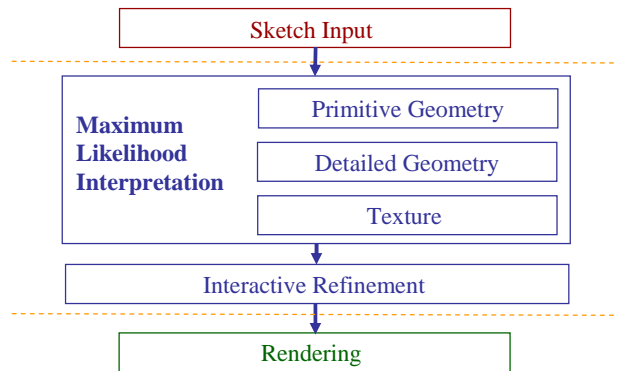 Sketch Input
Maximum
Likelihood
Interpretation
Primitive Geometry
Detailed Geometry
Texture
Interactive Refinement
Rendering